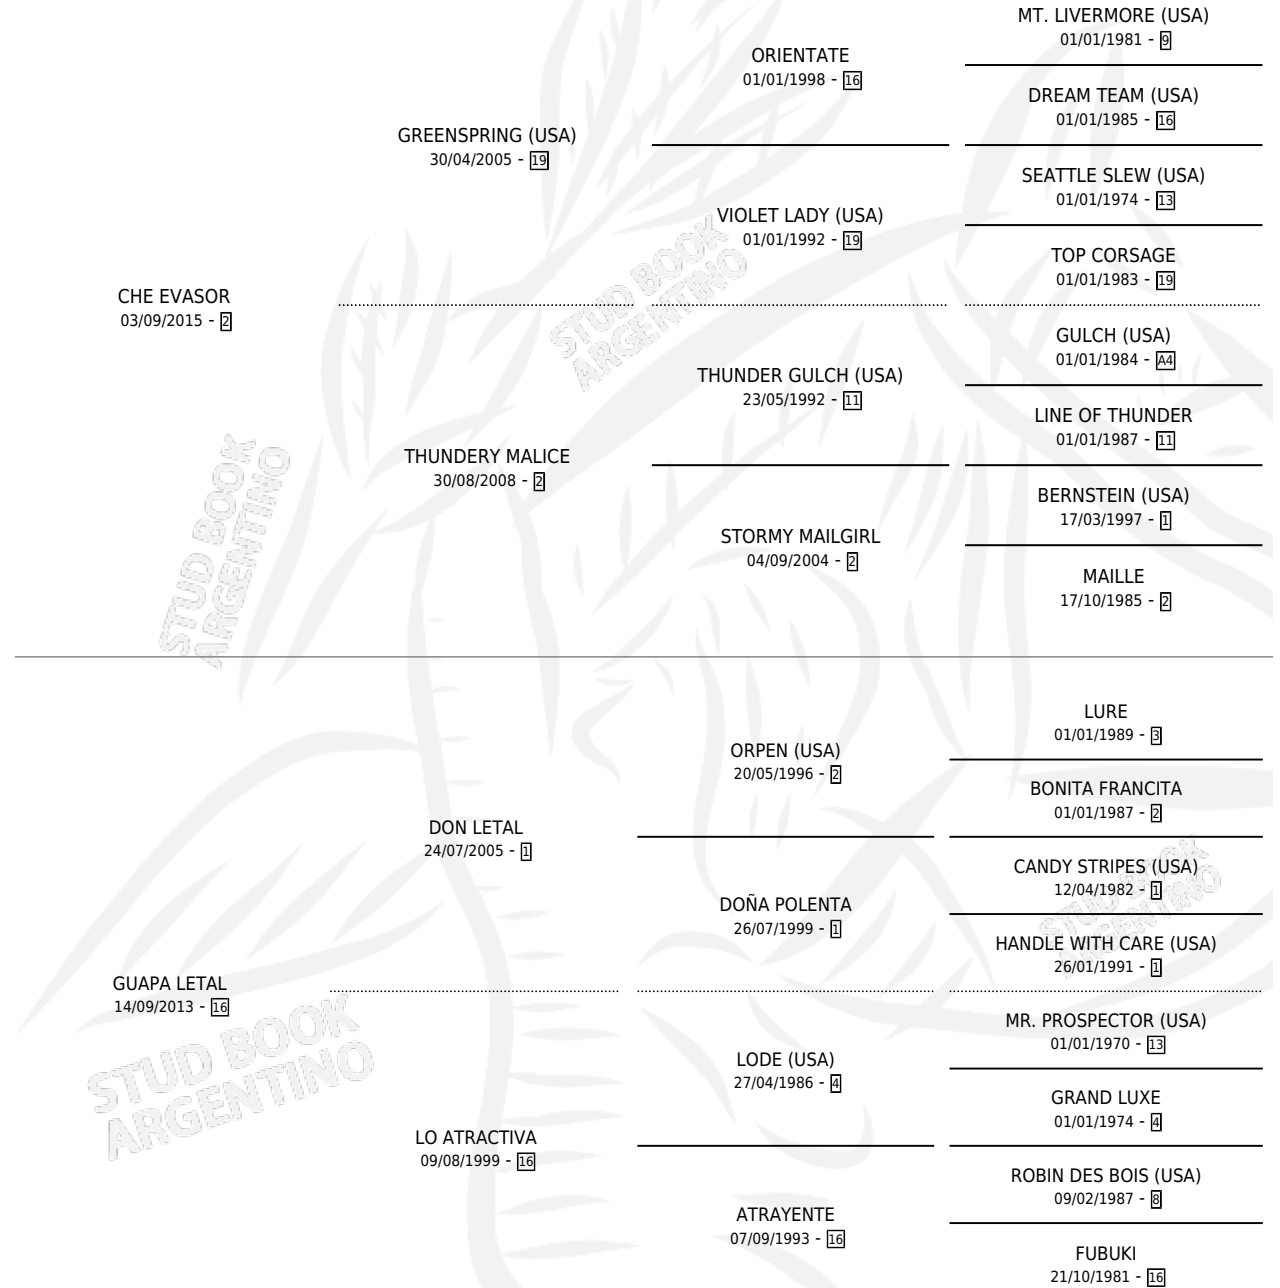 MT. LIVERMORE (USA)
01/01/1981 - 9
ORIENTATE
01/01/1998 - 16
DREAM TEAM (USA)
01/01/1985 - 16
GREENSPRING (USA)
30/04/2005 - 19
SEATTLE SLEW (USA)
01/01/1974 - 13
VIOLET LADY (USA)
01/01/1992 - 19
TOP CORSAGE
01/01/1983 - 19
CHE EVASOR
03/09/2015 - 2
GULCH (USA)
01/01/1984 - A4
THUNDER GULCH (USA)
23/05/1992 - 11
LINE OF THUNDER
01/01/1987 - 11
THUNDERY MALICE
30/08/2008 - 2
BERNSTEIN (USA)
17/03/1997 - 1
STORMY MAILGIRL
04/09/2004 - 2
MAILLE
17/10/1985 - 2
LURE
01/01/1989 - 3
ORPEN (USA)
20/05/1996 - 2
BONITA FRANCITA
01/01/1987 - 2
DON LETAL
24/07/2005 - 1
CANDY STRIPES (USA)
12/04/1982 - 1
DOÑA POLENTA
26/07/1999 - 1
HANDLE WITH CARE (USA)
26/01/1991 - 1
GUAPA LETAL
14/09/2013 - 16
MR. PROSPECTOR (USA)
01/01/1970 - 13
LODE (USA)
27/04/1986 - 4
GRAND LUXE
01/01/1974 - 4
LO ATRACTIVA
09/08/1999 - 16
ROBIN DES BOIS (USA)
09/02/1987 - 8
ATRAYENTE
07/09/1993 - 16
FUBUKI
21/10/1981 - 16
STUD BOOK
ARGENTINO
STUD BOOK
ARGENTINO
STUD BOOK
ARGENTINO
STUD BOOK
ARGENTINO